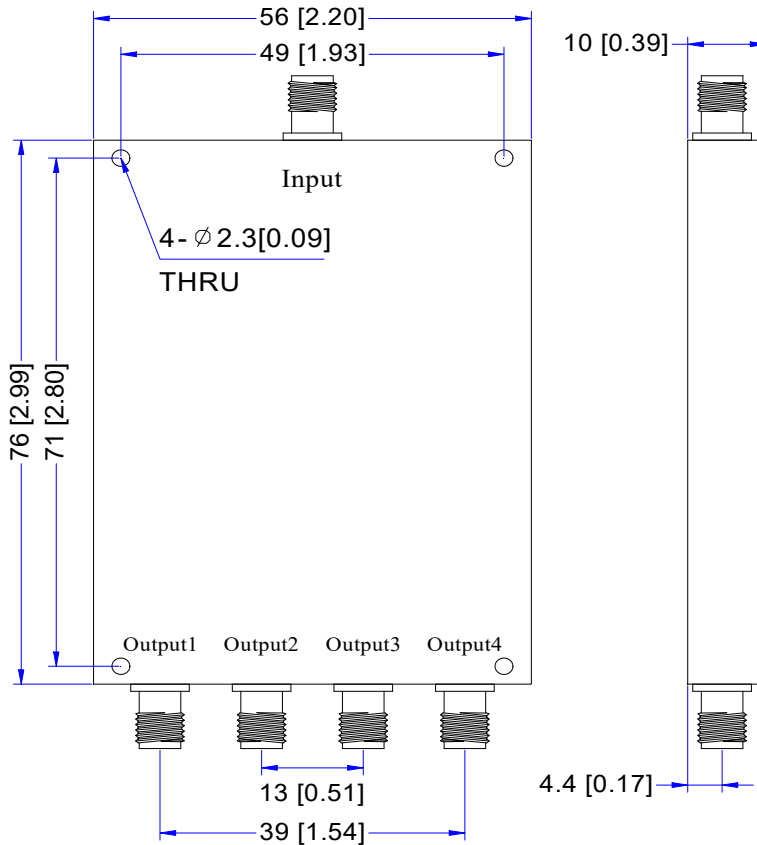 56 [2.20]
49 [1.93]
10 [0.39]
Input
4- ∅ 2.3[0.09]
THRU
76 [2.99]
71 [2.80]
Output1 Output2 Output3 Output4
13 [0.51]
4.4 [0.17]
39 [1.54]